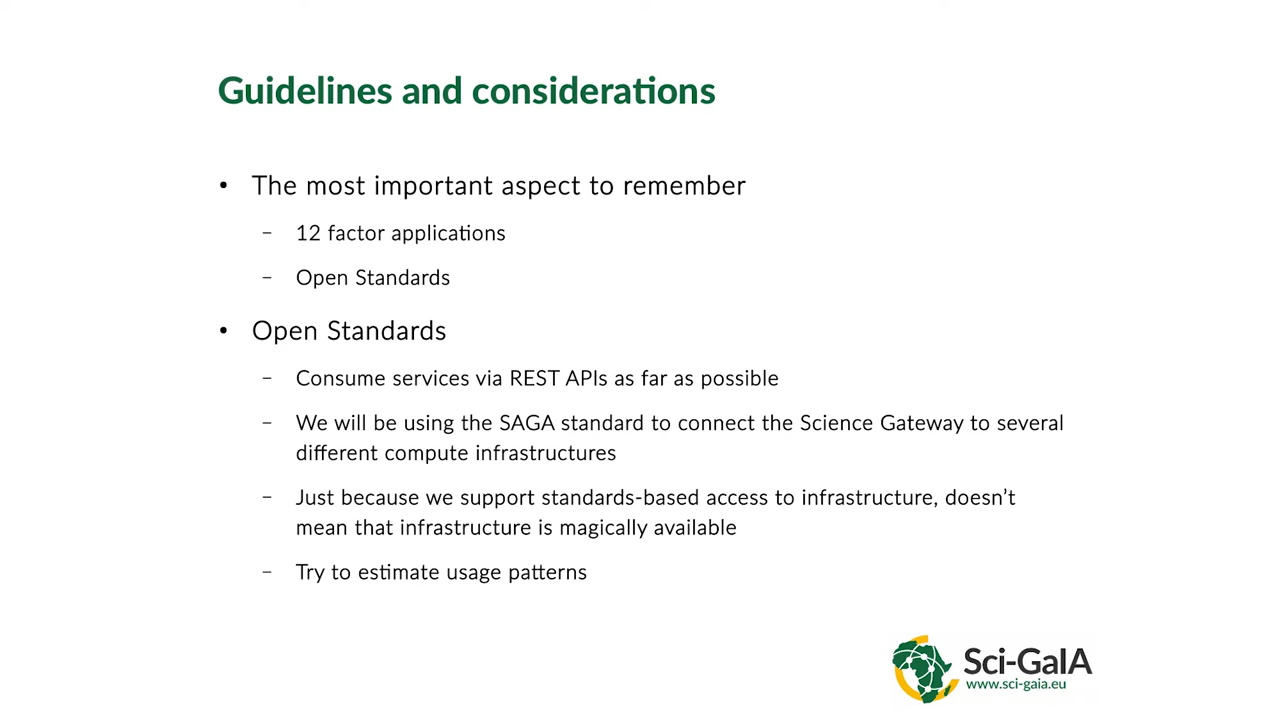 Guidelines and considerations
• The most important aspect to remember
– 12 factor applications
– Open Standards
• Open Standards
– Consume services via REST APIs as far as possible
– We will be using the SAGA standard to connect the Science Gateway to several
different compute infrastructures
– Just because we support standards-based access to infrastructure, doesn’t
mean that infrastructure is magically available
– Try to estimate usage patterns
Sci-GaIA
www.sci-gaia.eu